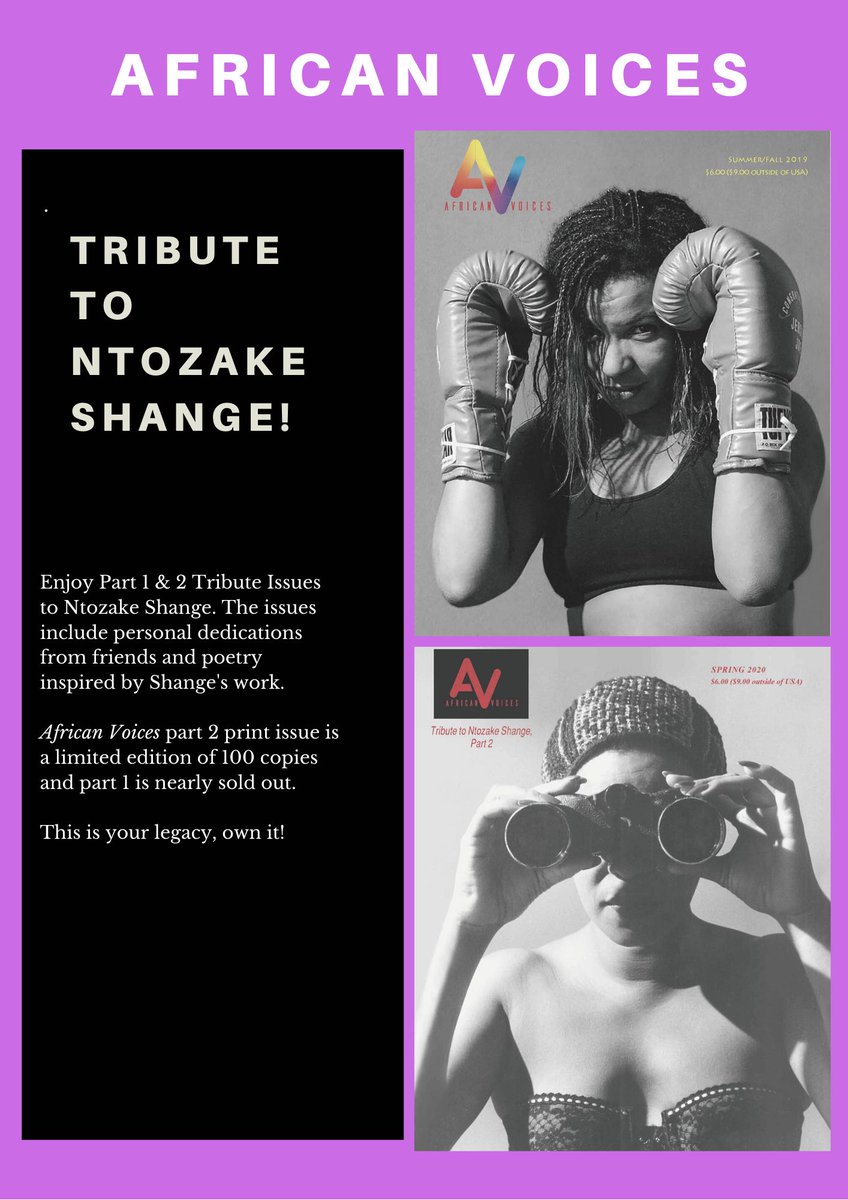 AFRICAN VOICES
.
TRIBUTE
TO
NTOZAKE
SHANGE!
Enjoy Part 1 & 2 Tribute Issues
to Ntozake Shange. The issues
include personal dedications
from friends and poetry
inspired by Shange's work.
African Voices part 2 print issue is
a limited edition of 100 copies
and part 1 is nearly sold out.
This is your legacy, own it!
AV
AFRICAN VOICES
SUMMER/FALL 2019
$6.00 ($9.00 OUTSIDE OF USA)
AV
AFRICAN VOICES
Tribute to Ntozake Shange,
Part 2
SPRING 2020
$6.00 ($9.00 outside of USA)